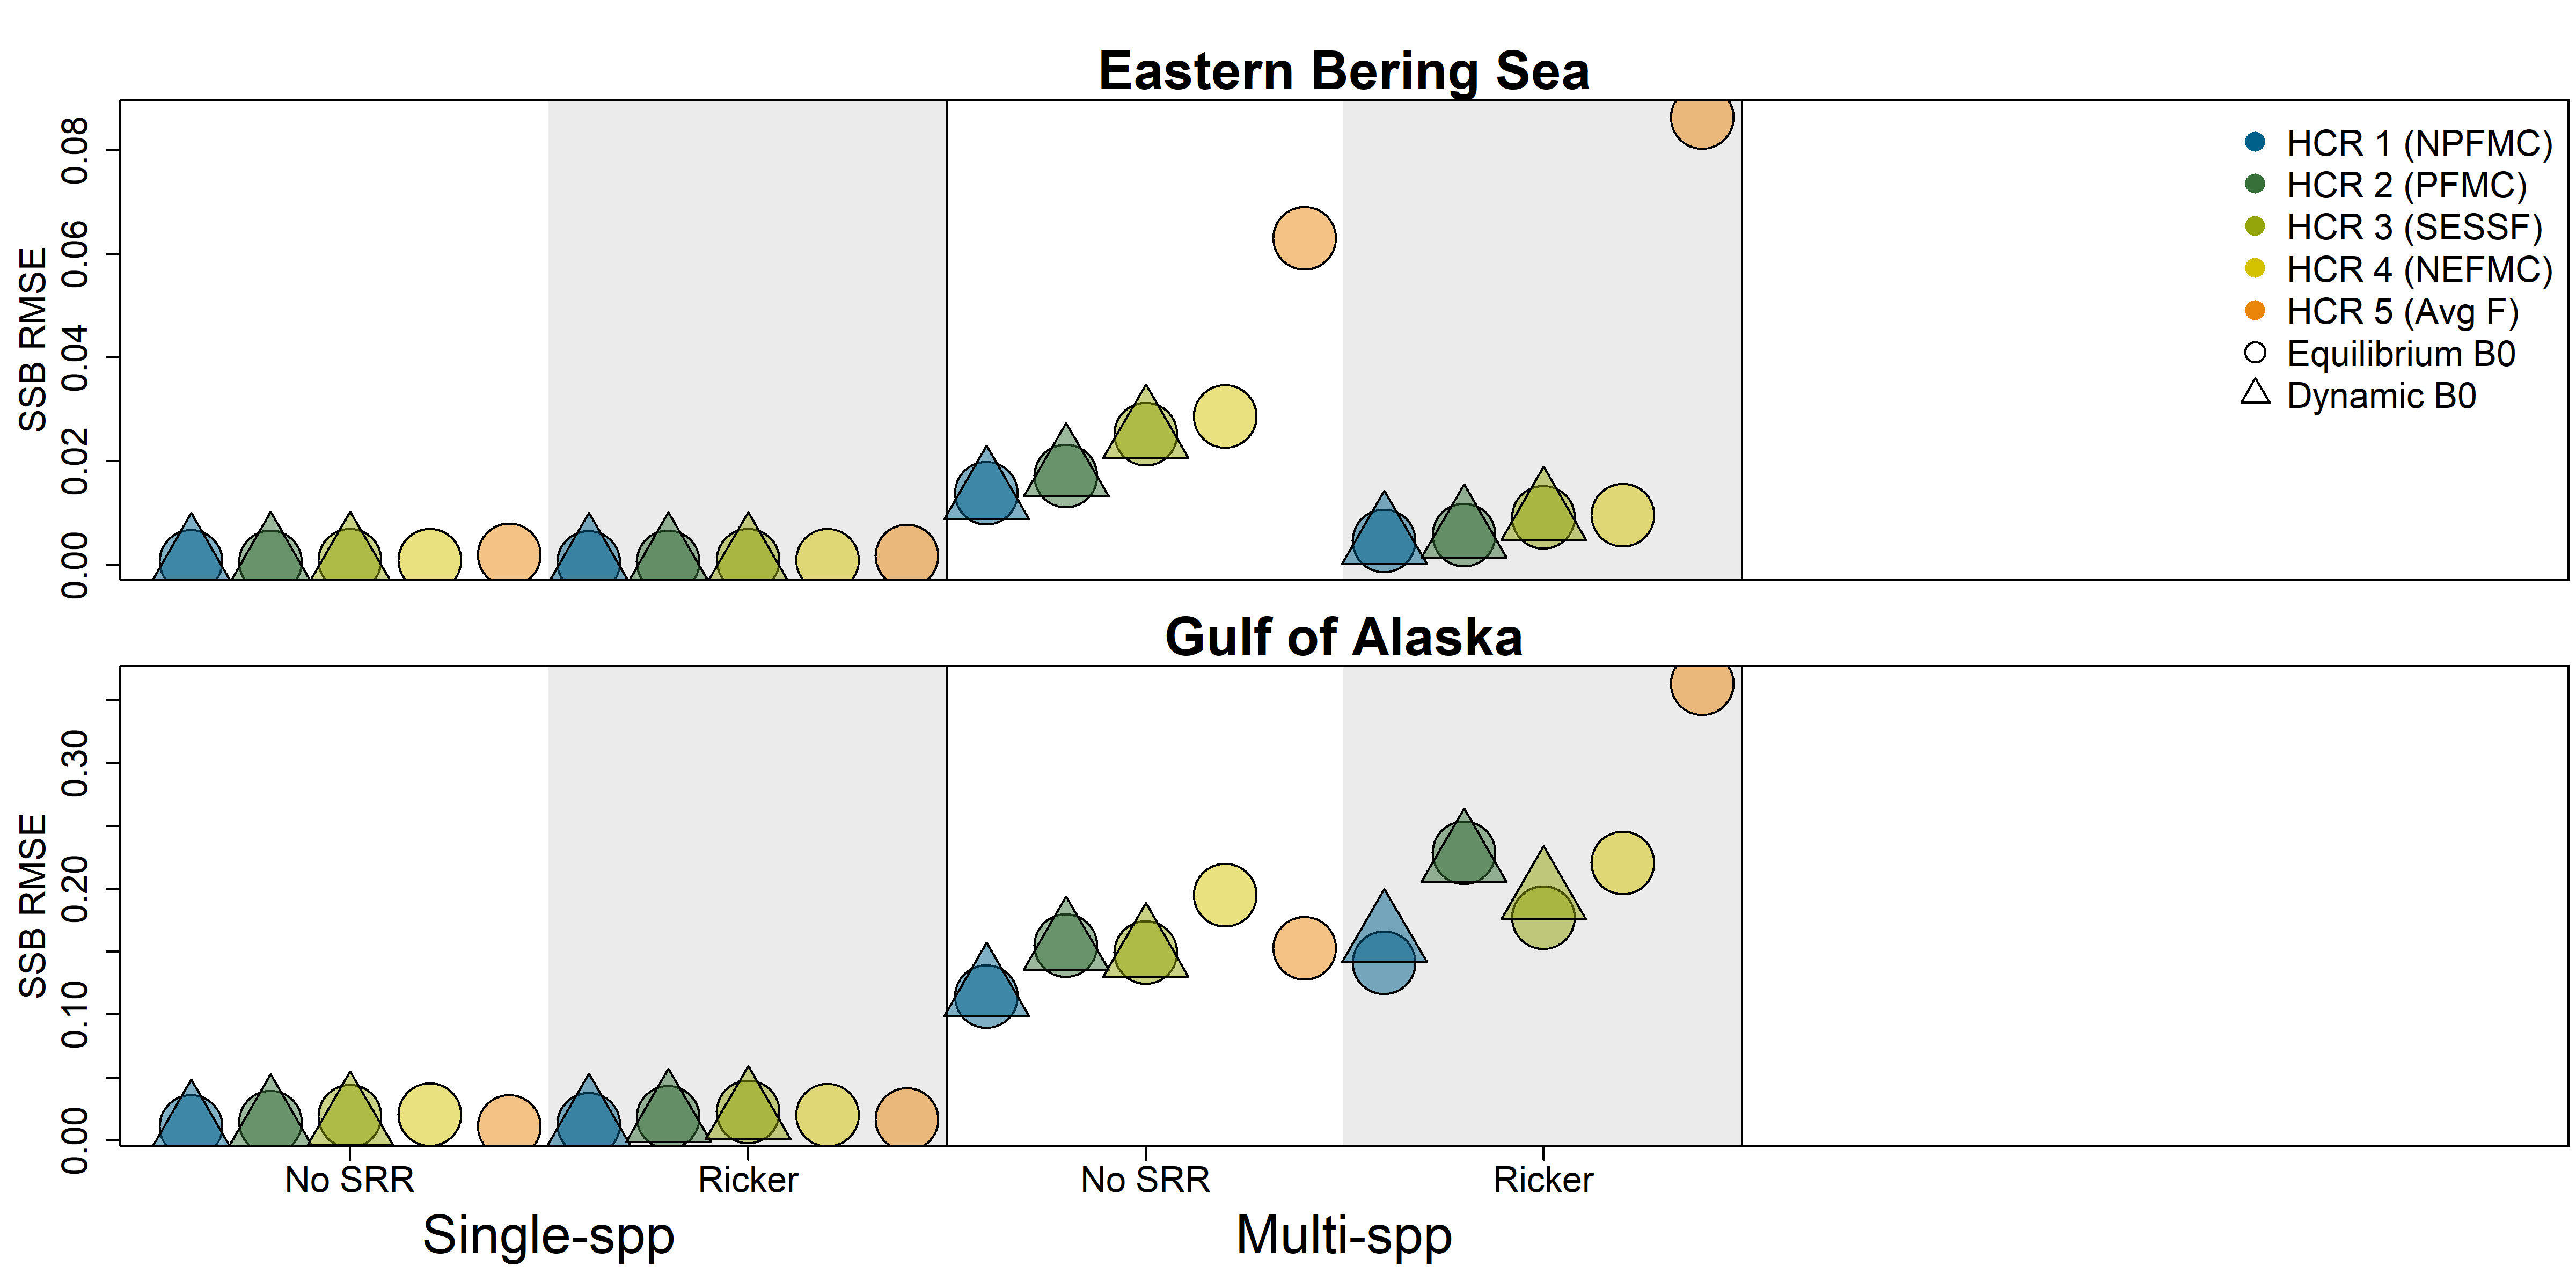 Eastern Bering Sea
SSB RMSE
0.08
0.06
0.04
0.02
0.00
HCR 1 (NPFMC)
HCR 2 (PFMC)
HCR 3 (SESSF)
HCR 4 (NEFMC)
HCR 5 (Avg F)
Equilibrium B0
Dynamic B0
Gulf of Alaska
SSB RMSE
0.30
0.20
0.10
0.00
No SRR
Ricker
No SRR
Ricker
Single-spp
Multi-spp